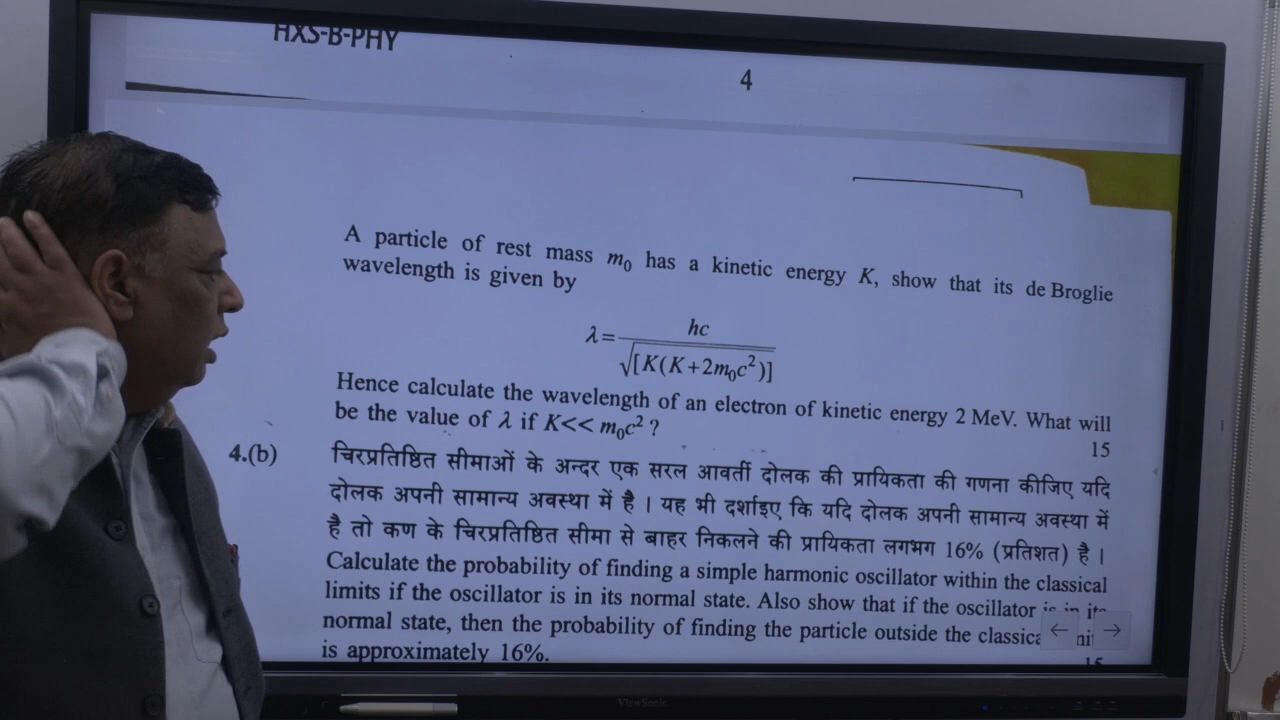 HXS-B-PHY
4
A particle of rest mass m₀ has a kinetic energy K, show that its de Broglie
wavelength is given by
λ = hc / √[K(K+2m₀c²)]
Hence calculate the wavelength of an electron of kinetic energy 2 MeV. What will
be the value of λ if K<< m₀c² ?
15
4.(b) चिरप्रतिष्ठित सीमाओं के अन्दर एक सरल आवर्ती दोलक की प्रायिकता की गणना कीजिए यदि
दोलक अपनी सामान्य अवस्था में है । यह भी दर्शाइए कि यदि दोलक अपनी सामान्य अवस्था में
है तो कण के चिरप्रतिष्ठित सीमा से बाहर निकलने की प्रायिकता लगभग 16% (प्रतिशत) है ।
Calculate the probability of finding a simple harmonic oscillator within the classical
limits if the oscillator is in its normal state. Also show that if the oscillator is in its
normal state, then the probability of finding the particle outside the
is approximately 16%.
15
ViewSonic